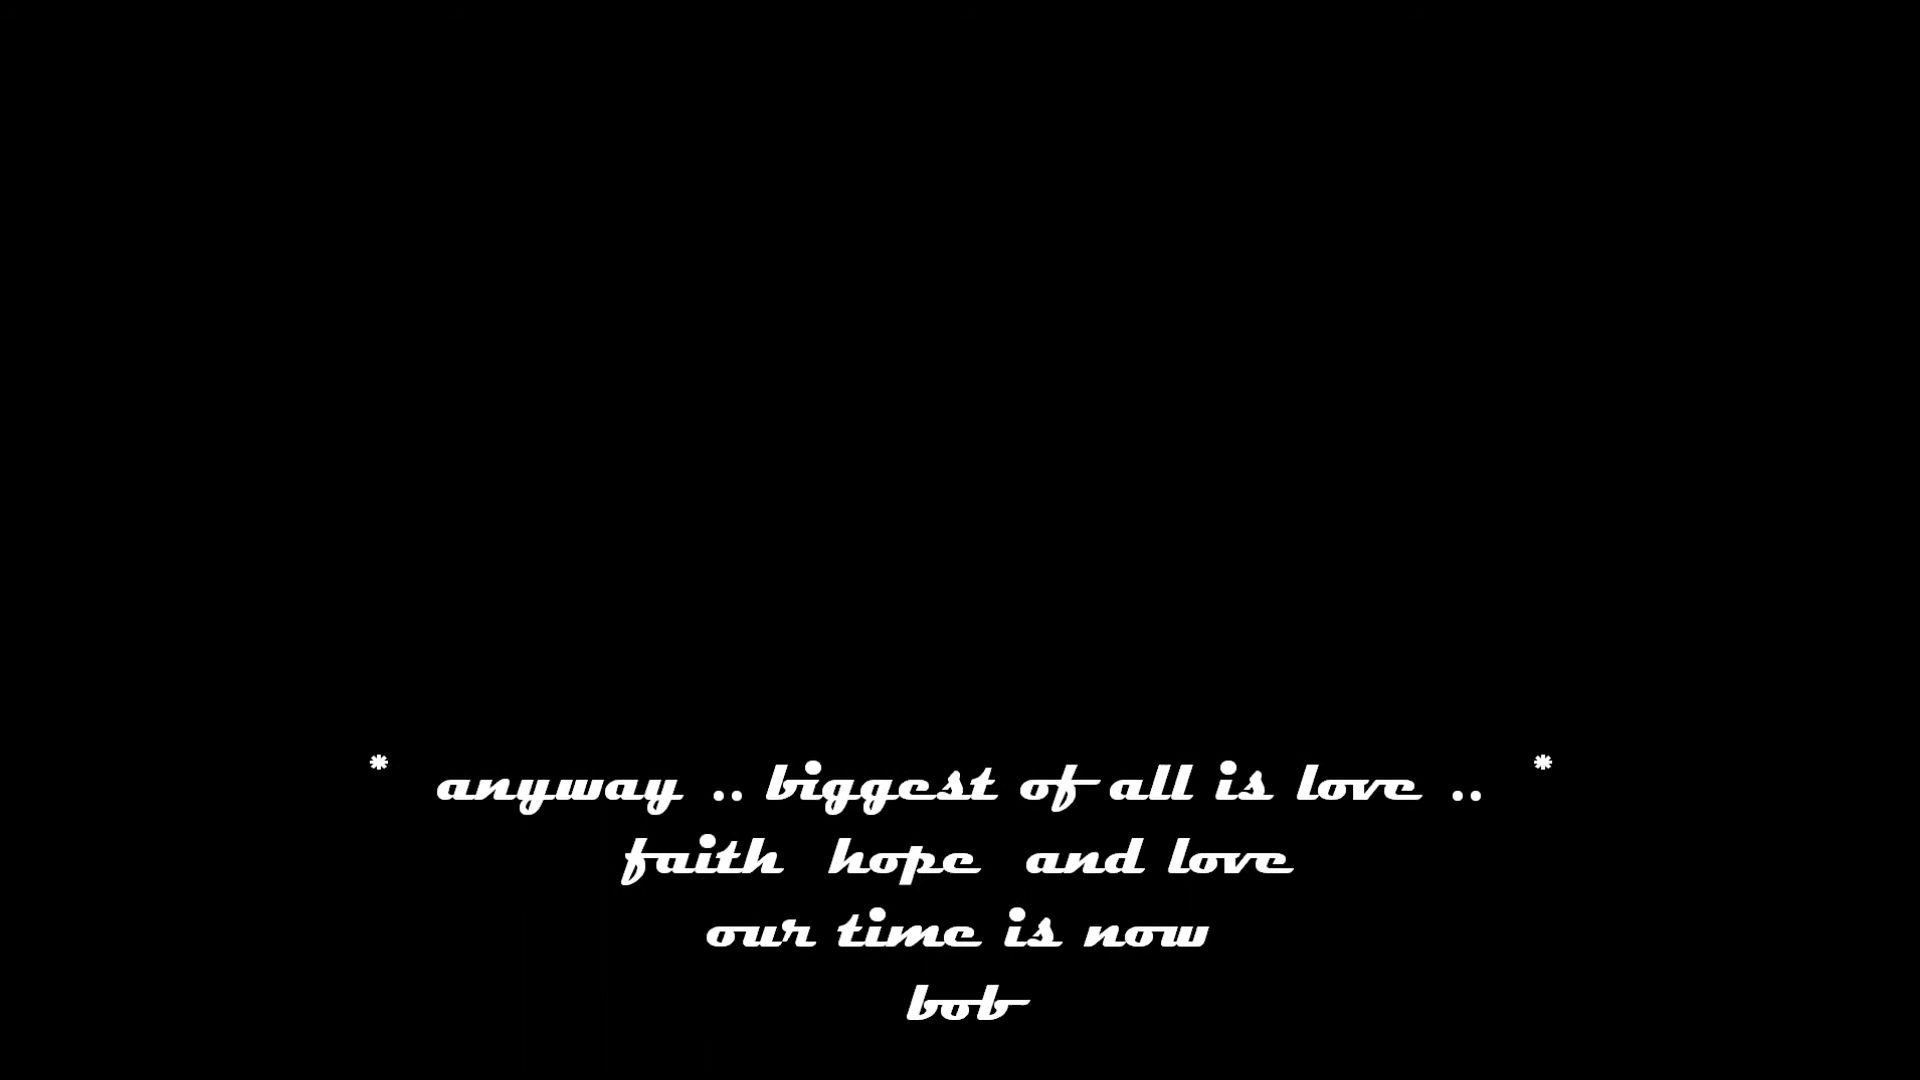 * anyway .. biggest of all is love .. *
faith hope and love
our time is now
bob